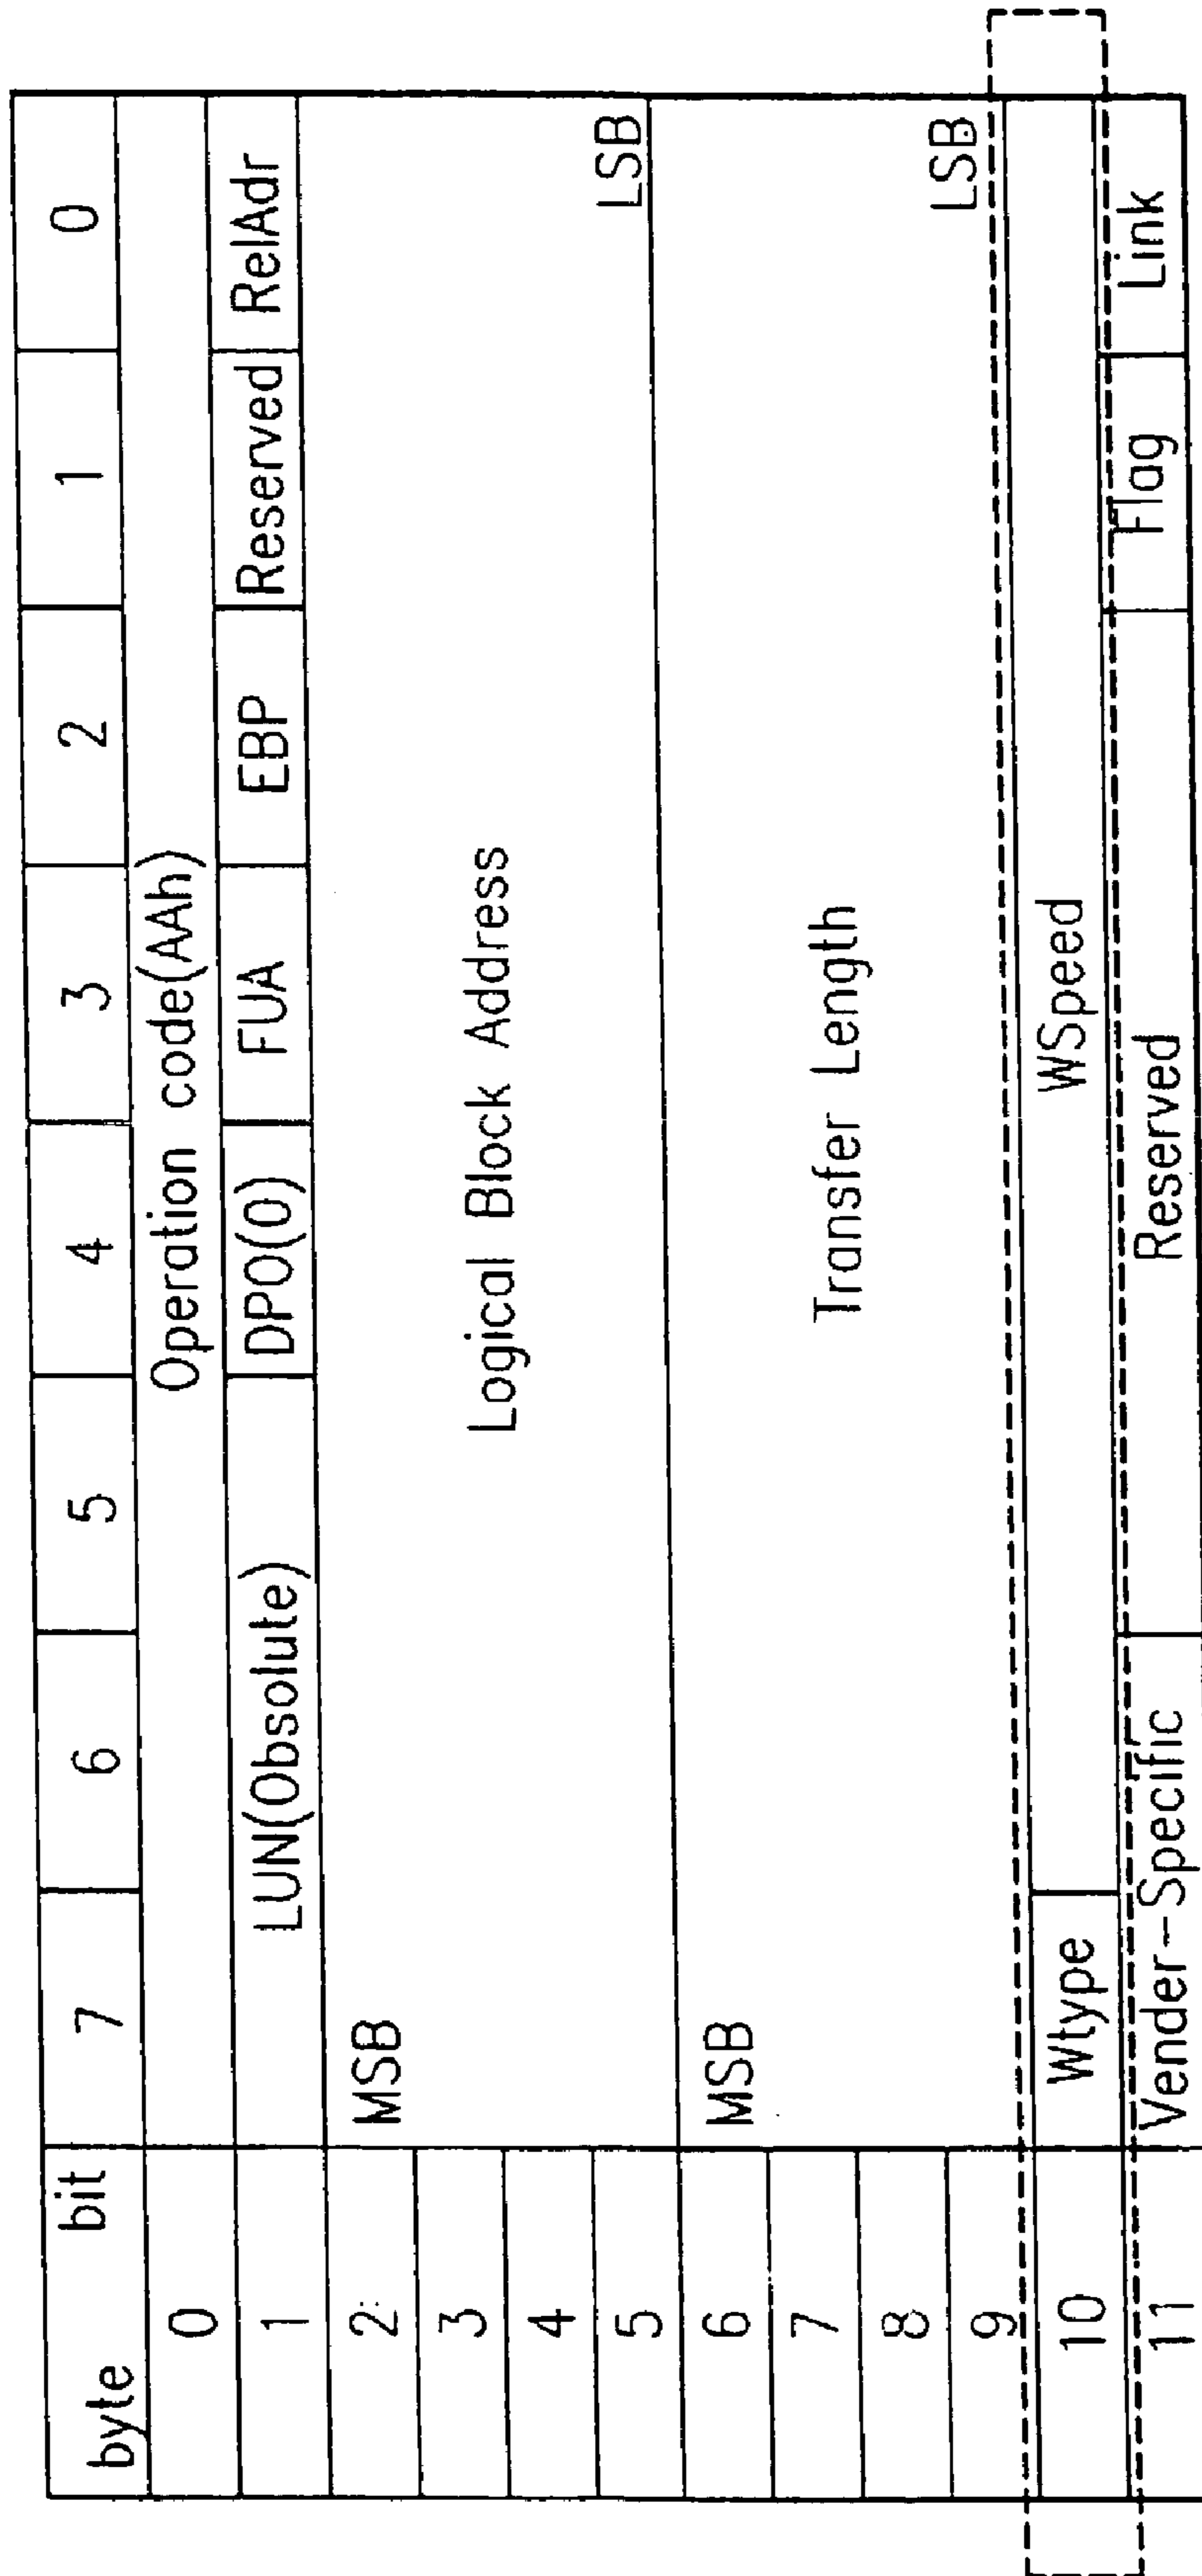 byte bit 7 6 5 4 3 2 1 0
0 Operation code(AAh)
1 LUN(Obsolute) DPO(0) FUA EBP Reserved RelAdr
2 MSB
3 Logical Block Address
4
5 LSB
6 MSB
7 Transfer Length
8
9 LSB
10 Wtype WSpeed
11 Vender-Specific Reserved Flag Link